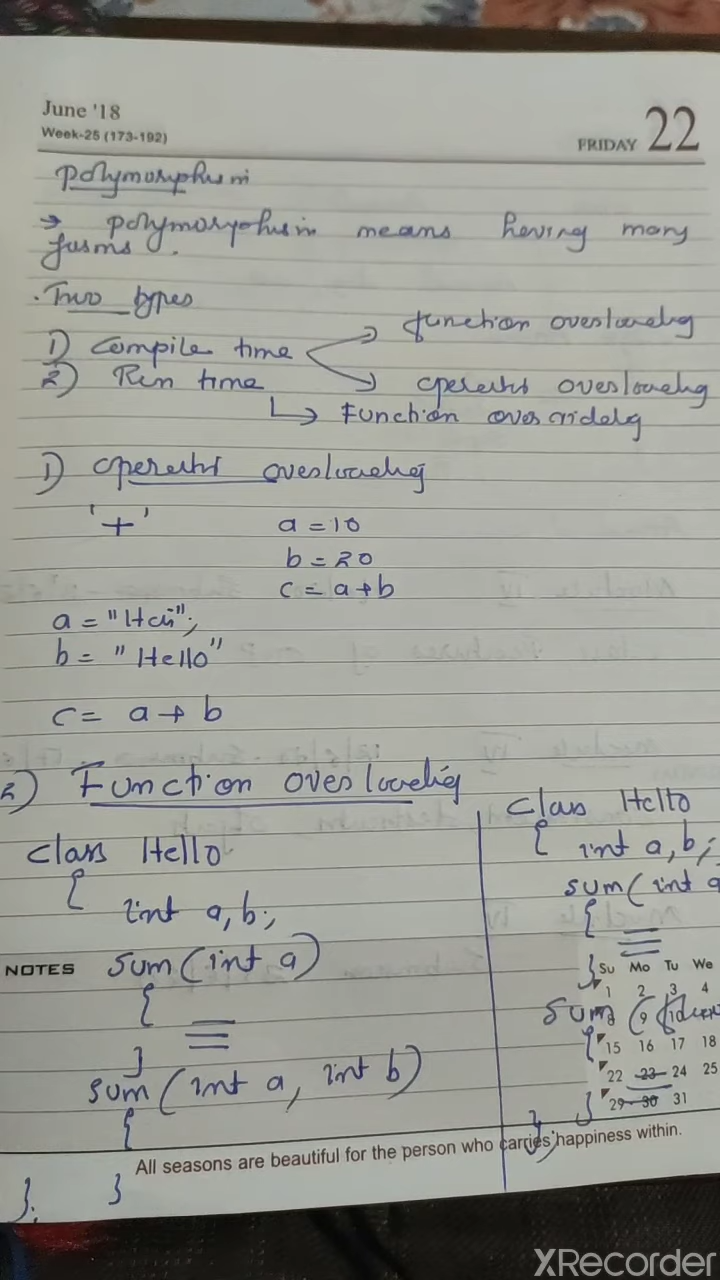 June '18
Week-25 (173-192)
FRIDAY 22
Polymorphism
→ polymorphism means having many
forms.
. Two types
1) Compile time → function overloading
2) Run time → operator overloading
↳ Function overriding
1) operator overloading
'+' a = 10
b = 20
c = a + b
a = "Hai";
b = "Hello"
c = a + b
2) Function overloading
class Hello
{
int a, b;
NOTES sum (int a)
{
}
sum (int a, int b)
{
}
};
class Hello
{ int a, b;
sum (int a
{
}
sum (
{
}
};
Su Mo Tu We
1 2 3 4
9
15 16 17 18
22 23 24 25
29 30 31
All seasons are beautiful for the person who carries happiness within.
XRecorder